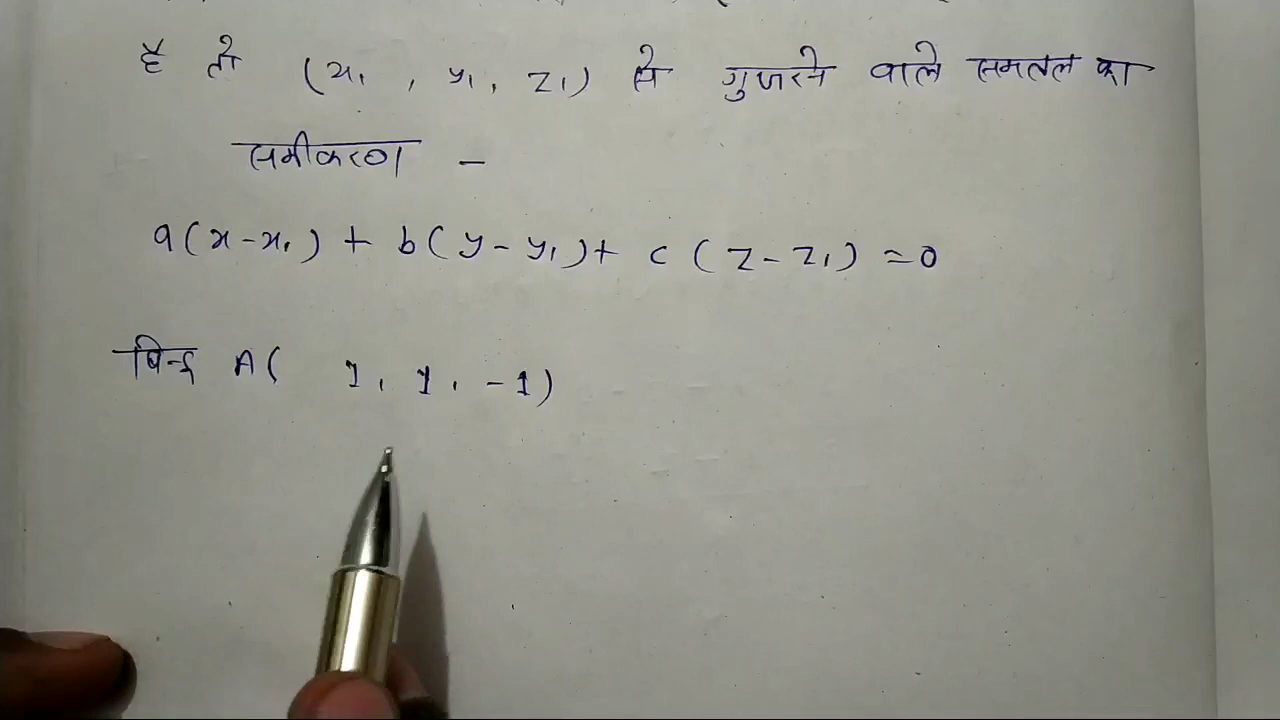 है तो (x₁ , y₁, z₁) से गुजरने वाले समतल का
समीकरण -
a(x-x₁) + b(y-y₁)+ c(z-z₁) =0
बिन्दु A( 1, 1, -1)